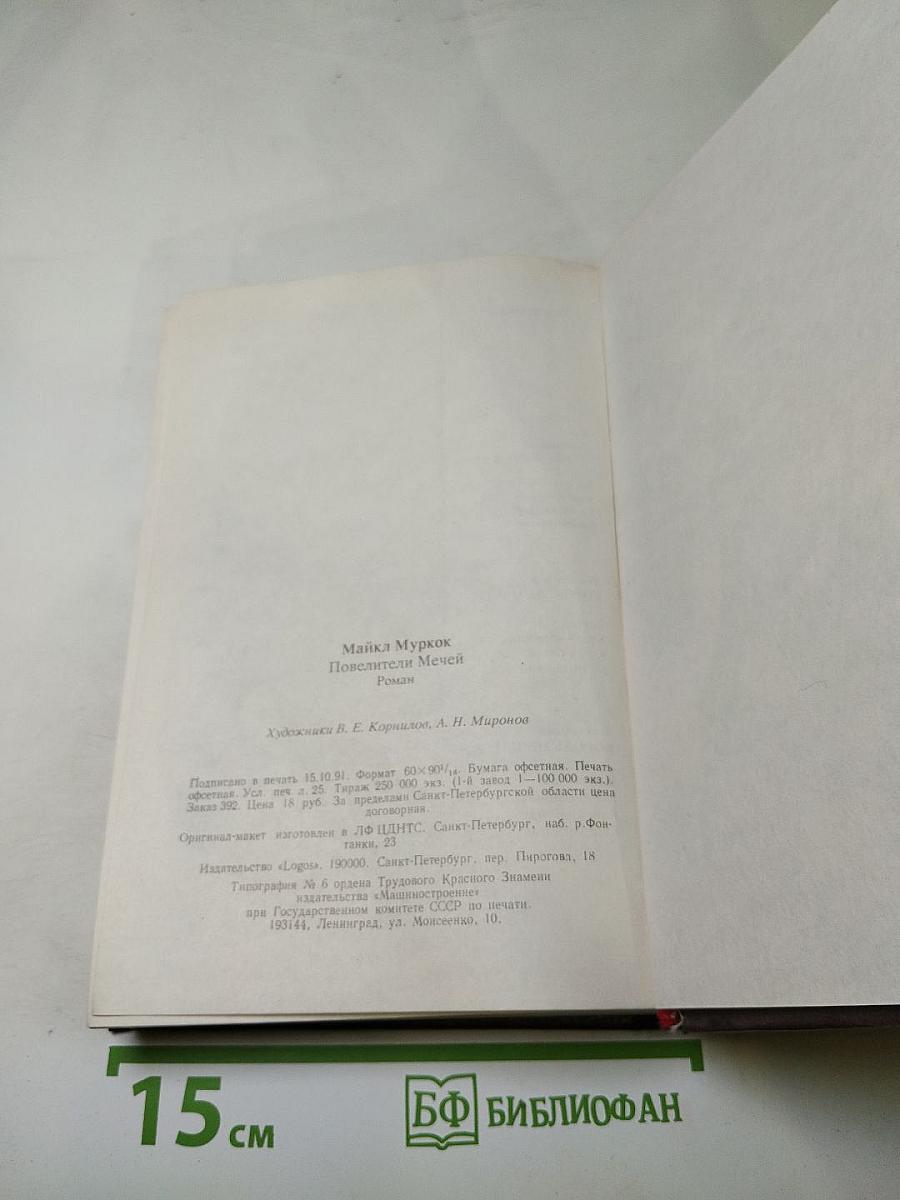 Майкл Муркок
Повелители Мечей
Роман
Художники В. Е. Корнилов, А. Н. Миронов
Подписано в печать 15.10.91. Формат 60×90¹/₁₆. Бумага офсетная. Печать
офсетная. Усл. печ л. 25. Тираж 250 000 экз. (1-й завод 1—100 000 экз.).
Заказ 392. Цена 18 руб. За пределами Санкт-Петербургской области цена
договорная.
Оригинал-макет изготовлен в ЛФ ЦДНТС. Санкт-Петербург, наб. р.Фон-
танки, 23
Издательство «Logos». 190000. Санкт-Петербург, пер. Пирогова, 18
Типография № 6 ордена Трудового Красного Знамени
издательства «Машиностроение»
при Государственном комитете СССР по печати.
193144, Ленинград, ул. Моисеенко, 10.
15 см
БФ БИБЛИОФАН